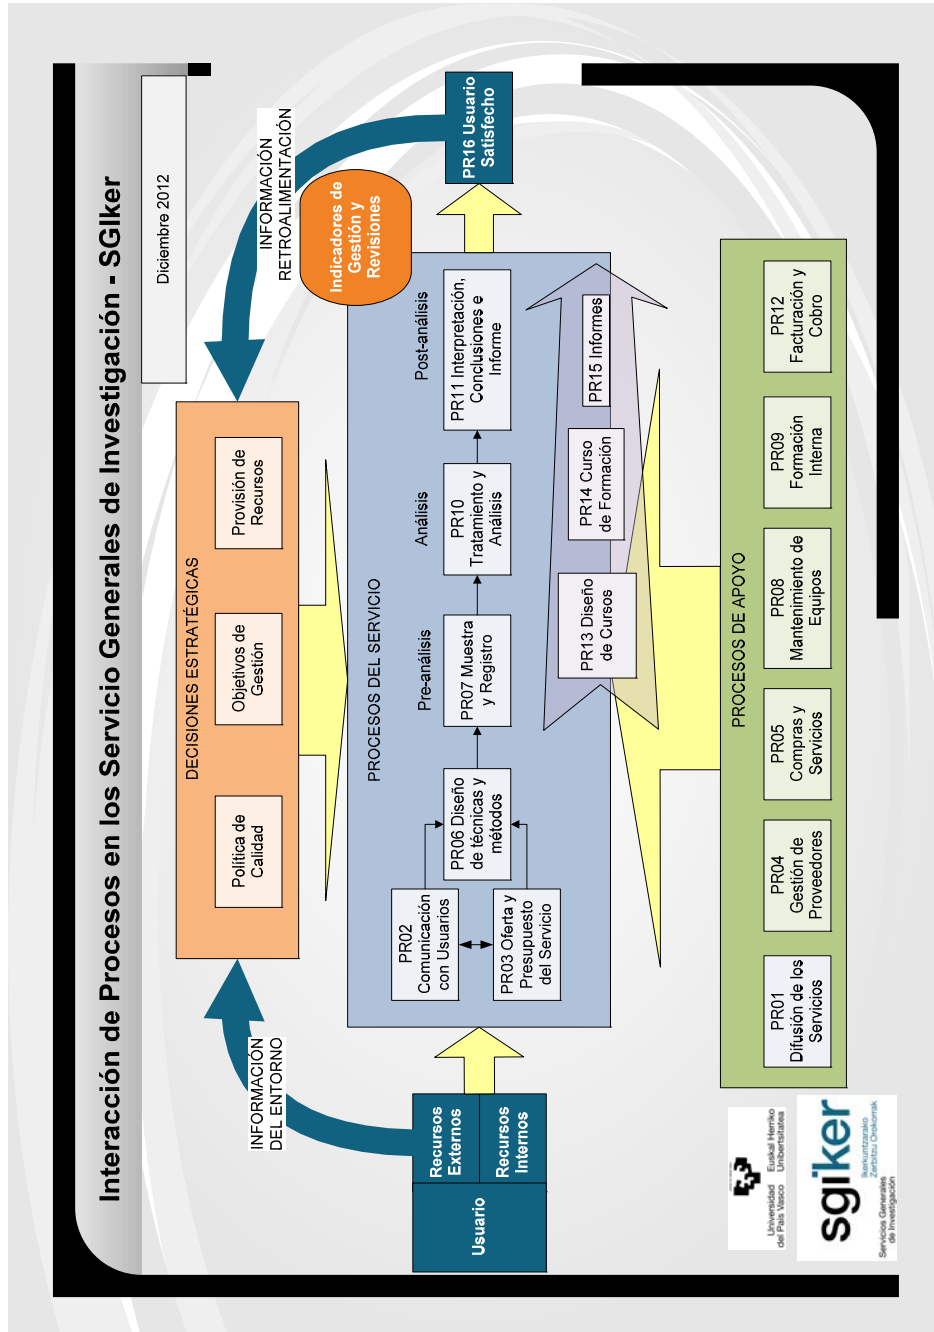 Interacción de Procesos en los Servicio Generales de Investigación - SGIker
Diciembre 2012
INFORMACIÓN
DEL ENTORNO
INFORMACIÓN
RETROALIMENTACIÓN
DECISIONES ESTRATÉGICAS
Política de
Calidad
Objetivos de
Gestión
Provisión de
Recursos
Indicadores de
Gestión y
Revisiones
Usuario
Recursos
Externos
Recursos
Internos
PROCESOS DEL SERVICIO
Pre-análisis
Análisis
Post-análisis
PR02
Comunicación
con Usuarios
PR03 Oferta y
Presupuesto
del Servicio
PR06 Diseño
de técnicas y
métodos
PR07 Muestra
y Registro
PR10
Tratamiento y
Análisis
PR11 Interpretación,
Conclusiones e
Informe
PR13 Diseño
de Cursos
PR14 Curso
de Formación
PR15 Informes
PR16 Usuario
Satisfecho
PROCESOS DE APOYO
PR01
Difusión de los
Servicios
PR04
Gestión de
Proveedores
PR05
Compras y
Servicios
PR08
Mantenimiento de
Equipos
PR09
Formación
Interna
PR12
Facturación y
Cobro
Universidad
del País Vasco
Euskal Herriko
Unibertsitatea
sgiker
Ikerkuntzarako
Zerbitzu Orokorrak
Servicios Generales
de Investigación